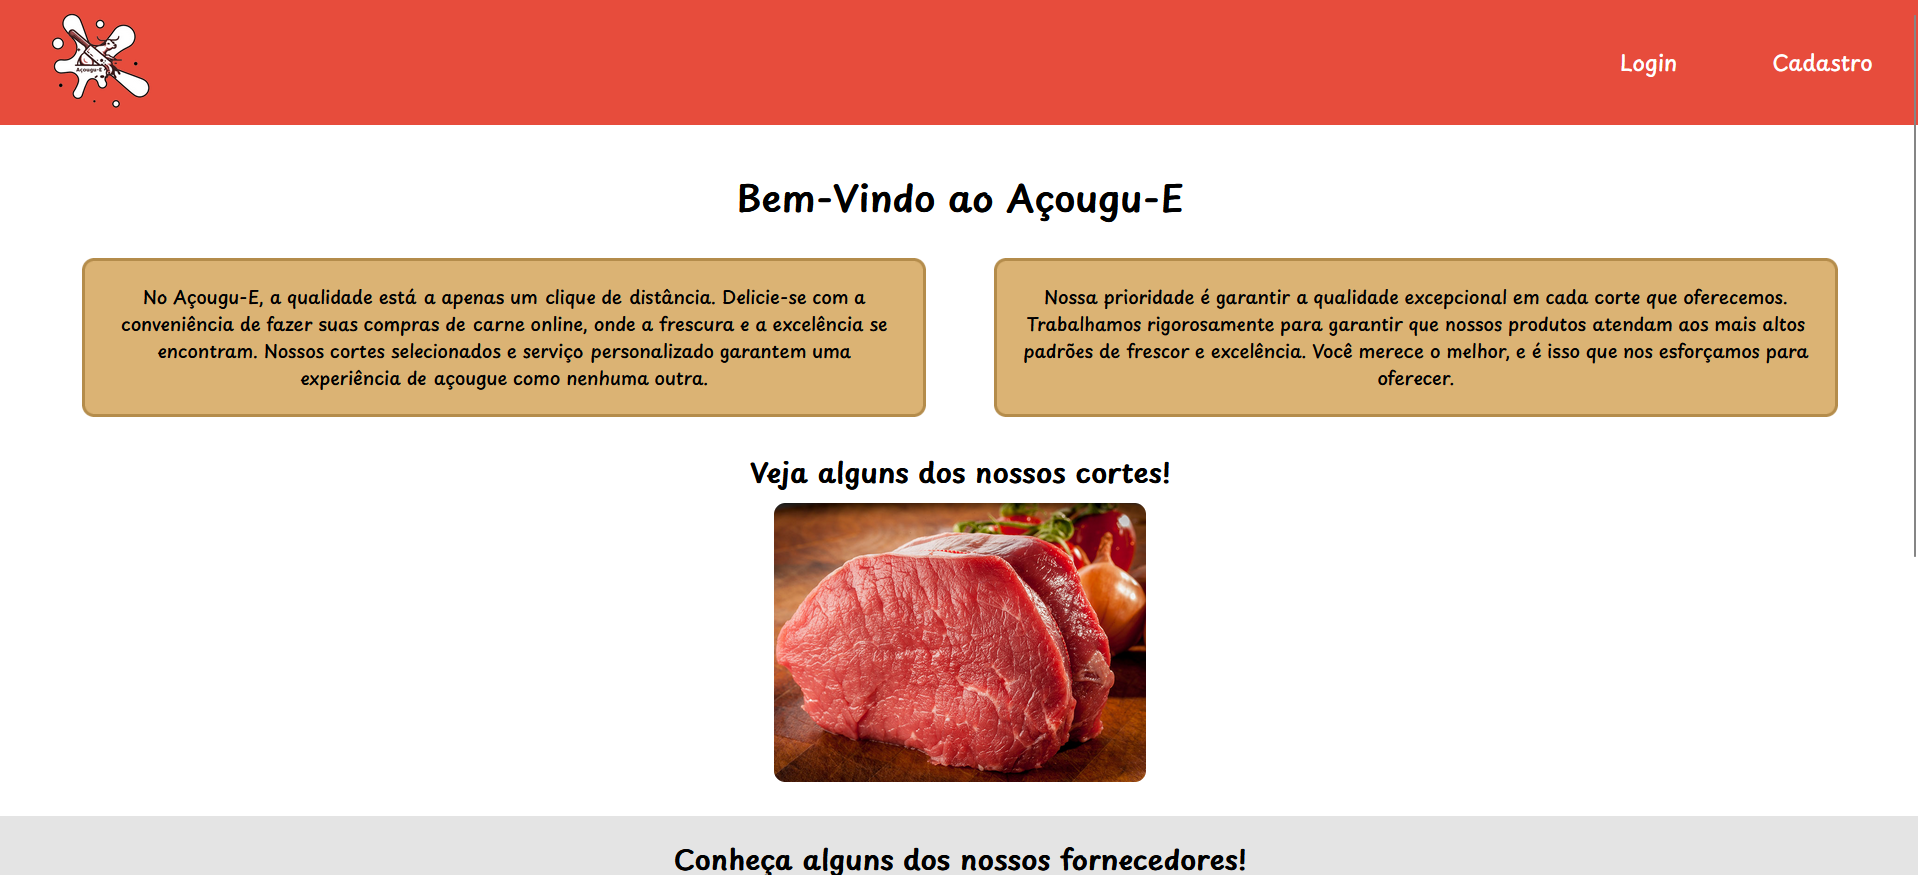 Açougu-E
Login
Cadastro
Bem-Vindo ao Açougu-E
No Açougu-E, a qualidade está a apenas um clique de distância. Delicie-se com a
conveniência de fazer suas compras de carne online, onde a frescura e a excelência se
encontram. Nossos cortes selecionados e serviço personalizado garantem uma
experiência de açougue como nenhuma outra.
Nossa prioridade é garantir a qualidade excepcional em cada corte que oferecemos.
Trabalhamos rigorosamente para garantir que nossos produtos atendam aos mais altos
padrões de frescor e excelência. Você merece o melhor, e é isso que nos esforçamos para
oferecer.
Veja alguns dos nossos cortes!
Conheça alguns dos nossos fornecedores!